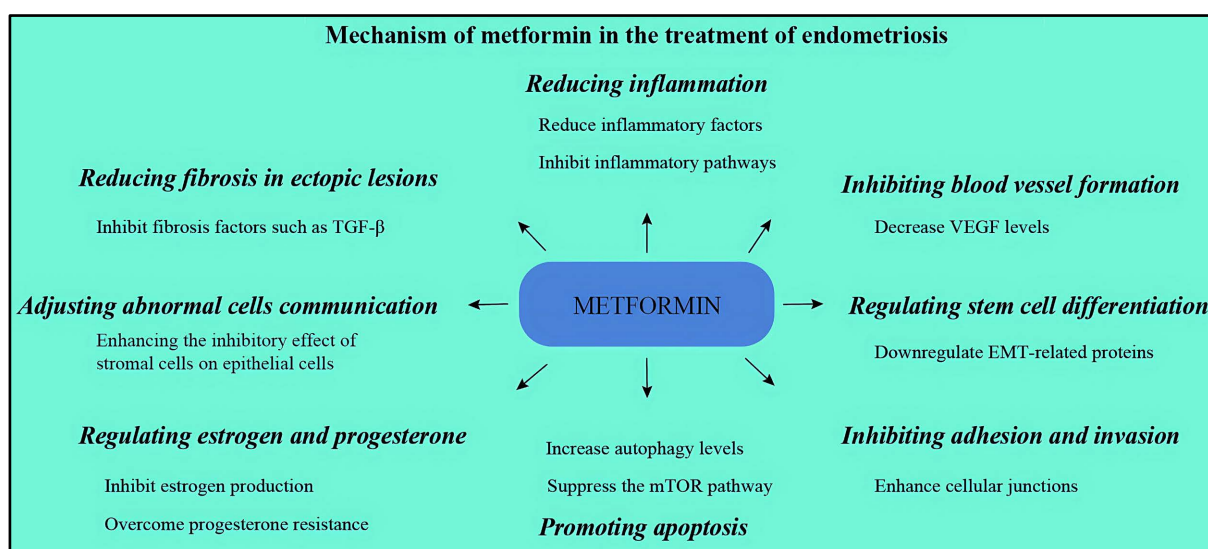 Mechanism of metformin in the treatment of endometriosis
Reducing inflammation
Reduce inflammatory factors
Inhibit inflammatory pathways
Reducing fibrosis in ectopic lesions
Inhibit fibrosis factors such as TGF-β
Inhibiting blood vessel formation
Decrease VEGF levels
Adjusting abnormal cells communication
Enhancing the inhibitory effect of
stromal cells on epithelial cells
METFORMIN
Regulating stem cell differentiation
Downregulate EMT-related proteins
Regulating estrogen and progesterone
Inhibit estrogen production
Overcome progesterone resistance
Increase autophagy levels
Suppress the mTOR pathway
Promoting apoptosis
Inhibiting adhesion and invasion
Enhance cellular junctions